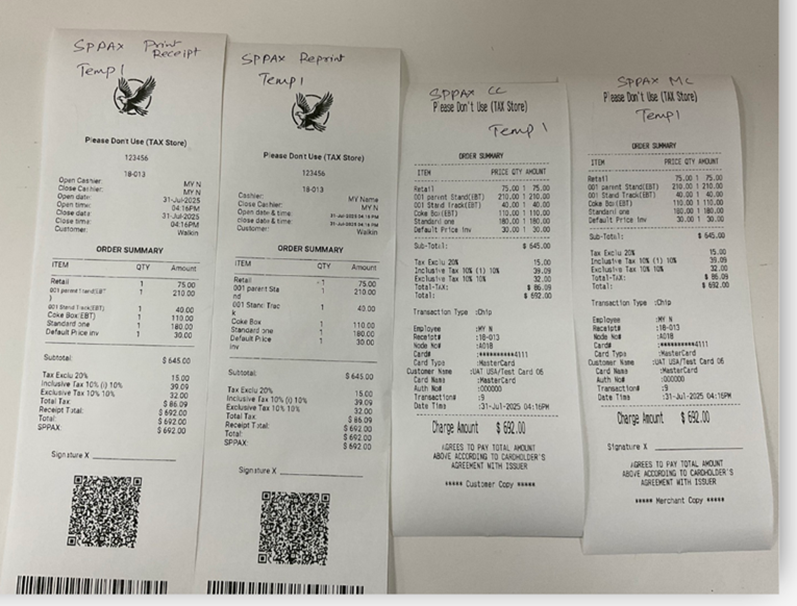 SPPAX Print
Receipt
Temp 1
Please Don't Use (TAX Store)
123456
18-013
Open Cashier: MY N
Close Cashier: MY N
Open date: 31-Jul-2025
Open time: 04:16PM
Close date: 31-Jul-2025
Close time: 04:16PM
Customer: Walkin
ORDER SUMMARY
ITEM QTY Amount
Retail 1 75.00
001 parent Stand(EBT 1 210.00
)
001 Stand Track(EBT) 1 40.00
Coke Box(EBT) 1 110.00
Standard one 1 180.00
Default Price inv 1 30.00
Subtotal: $ 645.00
Tax Exclu 20% 15.00
Inclusive Tax 10% (i) 10% 39.09
Exclusive Tax 10% 10% 32.00
Total Tax: $ 86.09
Receipt Total: $ 692.00
Total: $ 692.00
SPPAX: $ 692.00
Signature X
SPPAX Reprint
Temp 1
Please Don't Use (TAX Store)
123456
18-013
Cashier: MY Name
Close Cashier: MY N
Open date & time: 31-Jul-2025 04:16 PM
Close date & time: 31-Jul-2025 04:16 PM
Customer: Walkin
ORDER SUMMARY
ITEM QTY Amount
Retail 1 75.00
001 parent Sta 1 210.00
nd
001 Stand Trac 1 40.00
k
Coke Box 1 110.00
Standard one 1 180.00
Default Price 1 30.00
inv
Subtotal: $ 645.00
Tax Exclu 20% 15.00
Inclusive Tax 10% (i) 10% 39.09
Exclusive Tax 10% 10% 32.00
Total Tax: $ 86.09
Receipt Total: $ 692.00
Total: $ 692.00
SPPAX: $ 692.00
Signature X
SPPAX CC
Please Don't Use (TAX Store)
Temp 1
ORDER SUMMARY
ITEM PRICE QTY AMOUNT
Retail 75.00 1 75.00
001 parent Stand(EBT) 210.00 1 210.00
001 Stand Track(EBT) 40.00 1 40.00
Coke Box(EBT) 110.00 1 110.00
Standard one 180.00 1 180.00
Default Price inv 30.00 1 30.00
Sub-Total: $ 645.00
Tax Exclu 20% 15.00
Inclusive Tax 10% (i) 10% 39.09
Exclusive Tax 10% 10% 32.00
Total-TaX: $ 86.09
Total: $ 692.00
Transaction Type :Chip
Employee :MY N
Receipt# :18-013
Node No# :A018
Card# :************4111
Card Type :MasterCard
Customer Name :UAT USA/Test Card 06
Card Name :MasterCard
Auth No# :000000
Transaction# :9
Date Time :31-Jul-2025 04:16PM
Charge Amount $ 692.00
AGREES TO PAY TOTAL AMOUNT
ABOVE ACCORDING TO CARDHOLDER'S
AGREEMENT WITH ISSUER
***** Customer Copy *****
SPPAX MC
Please Don't Use (TAX Store)
Temp 1
ORDER SUMMARY
ITEM PRICE QTY AMOUNT
Retail 75.00 1 75.00
001 parent Stand(EBT) 210.00 1 210.00
001 Stand Track(EBT) 40.00 1 40.00
Coke Box(EBT) 110.00 1 110.00
Standard one 180.00 1 180.00
Default Price inv 30.00 1 30.00
Sub-Total: $ 645.00
Tax Exclu 20% 15.00
Inclusive Tax 10% (i) 10% 39.09
Exclusive Tax 10% 10% 32.00
Total-TaX: $ 86.09
Total: $ 692.00
Transaction Type :Chip
Employee :MY N
Receipt# :18-013
Node No# :A018
Card# :************4111
Card Type :MasterCard
Customer Name :UAT USA/Test Card 06
Card Name :MasterCard
Auth No# :000000
Transaction# :9
Date Time :31-Jul-2025 04:16PM
Charge Amount $ 692.00
Signature X
AGREES TO PAY TOTAL AMOUNT
ABOVE ACCORDING TO CARDHOLDER'S
AGREEMENT WITH ISSUER
***** Merchant Copy *****